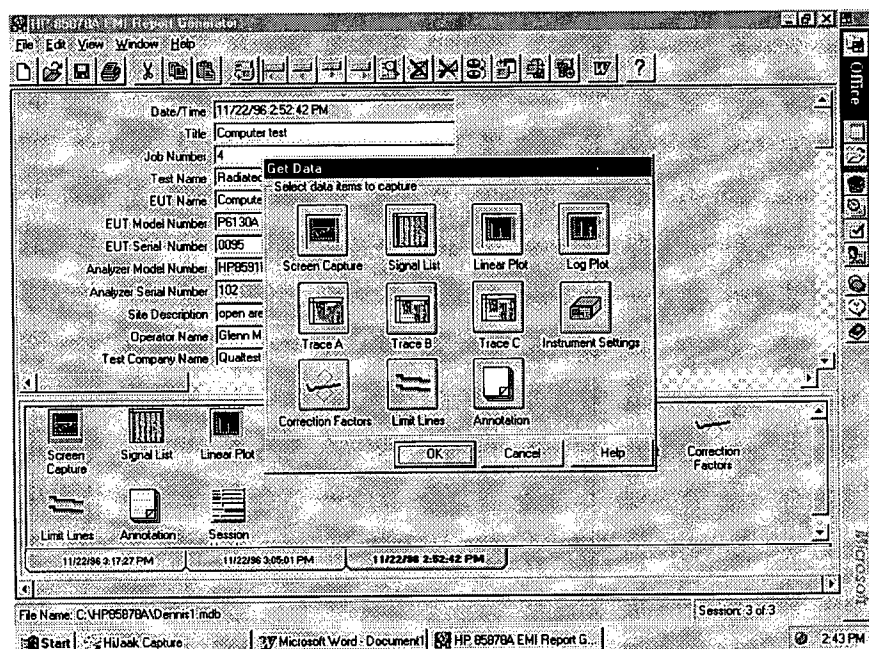 HP 85878A EMI Report Generator
File Edit View Window Help
Office
Date/Time 11/22/96 2:52:42 PM
Title Computer test
Job Number 4
Test Name Radiated
EUT Name Compute
EUT Model Number P6130A
EUT Serial Number 0095
Analyzer Model Number HP8591
Analyzer Serial Number 102
Site Description open are
Operator Name Glenn M
Test Company Name Qualtest
Get Data
Select data items to capture
Screen Capture Signal List Linear Plot Log Plot
Trace A Trace B Trace C Instrument Settings
Correction Factors Limit Lines Annotation
OK Cancel Help
Screen Capture Signal List Linear Plot Correction Factors
Limit Lines Annotation Session
11/22/96 3:17:27 PM 11/22/96 3:05:01 PM 11/22/96 2:52:42 PM
Microsoft
File Name: C:\HP85878A\Dennis1.mdb Session: 3 of 3
Start HiJaak Capture Microsoft Word - Document1 HP 85878A EMI Report G... 2:43 PM